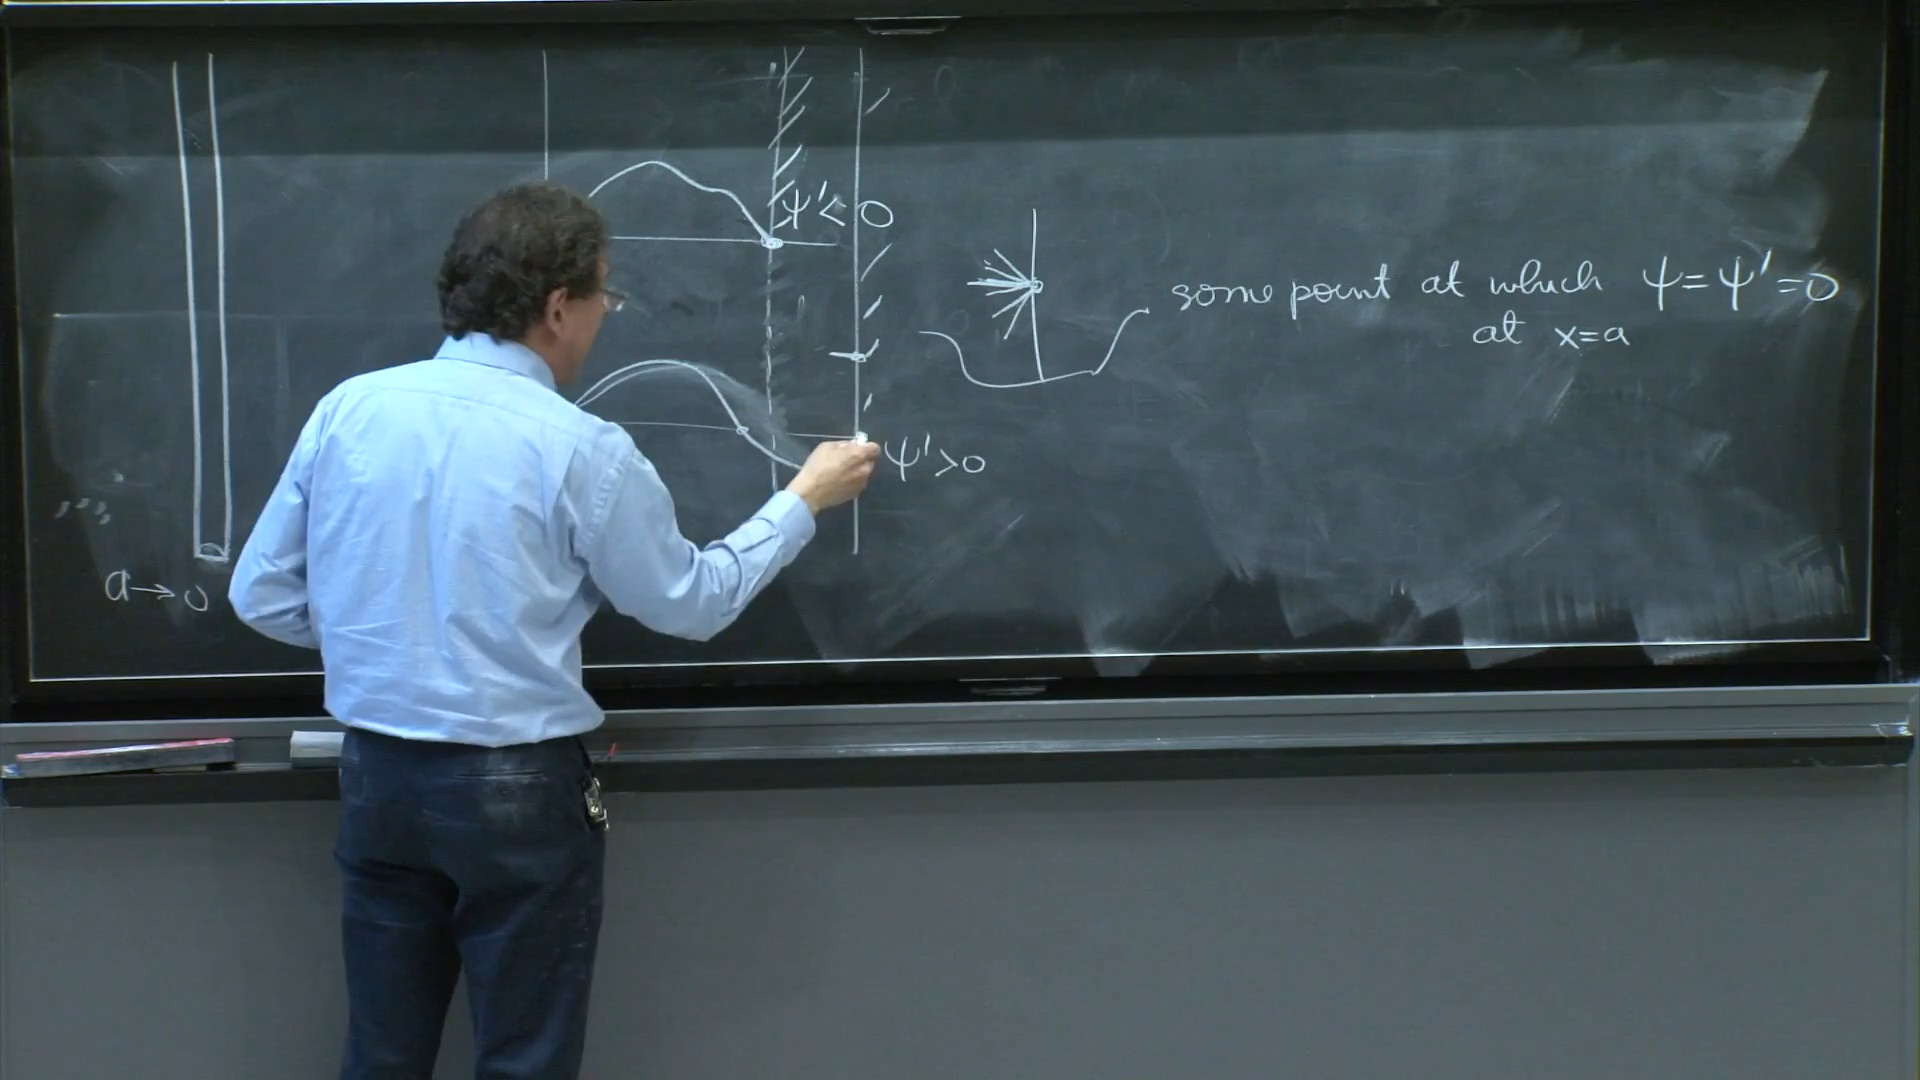 ψ' < 0
some point at which ψ = ψ' = 0
at x=a
ψ' > 0
a → 0